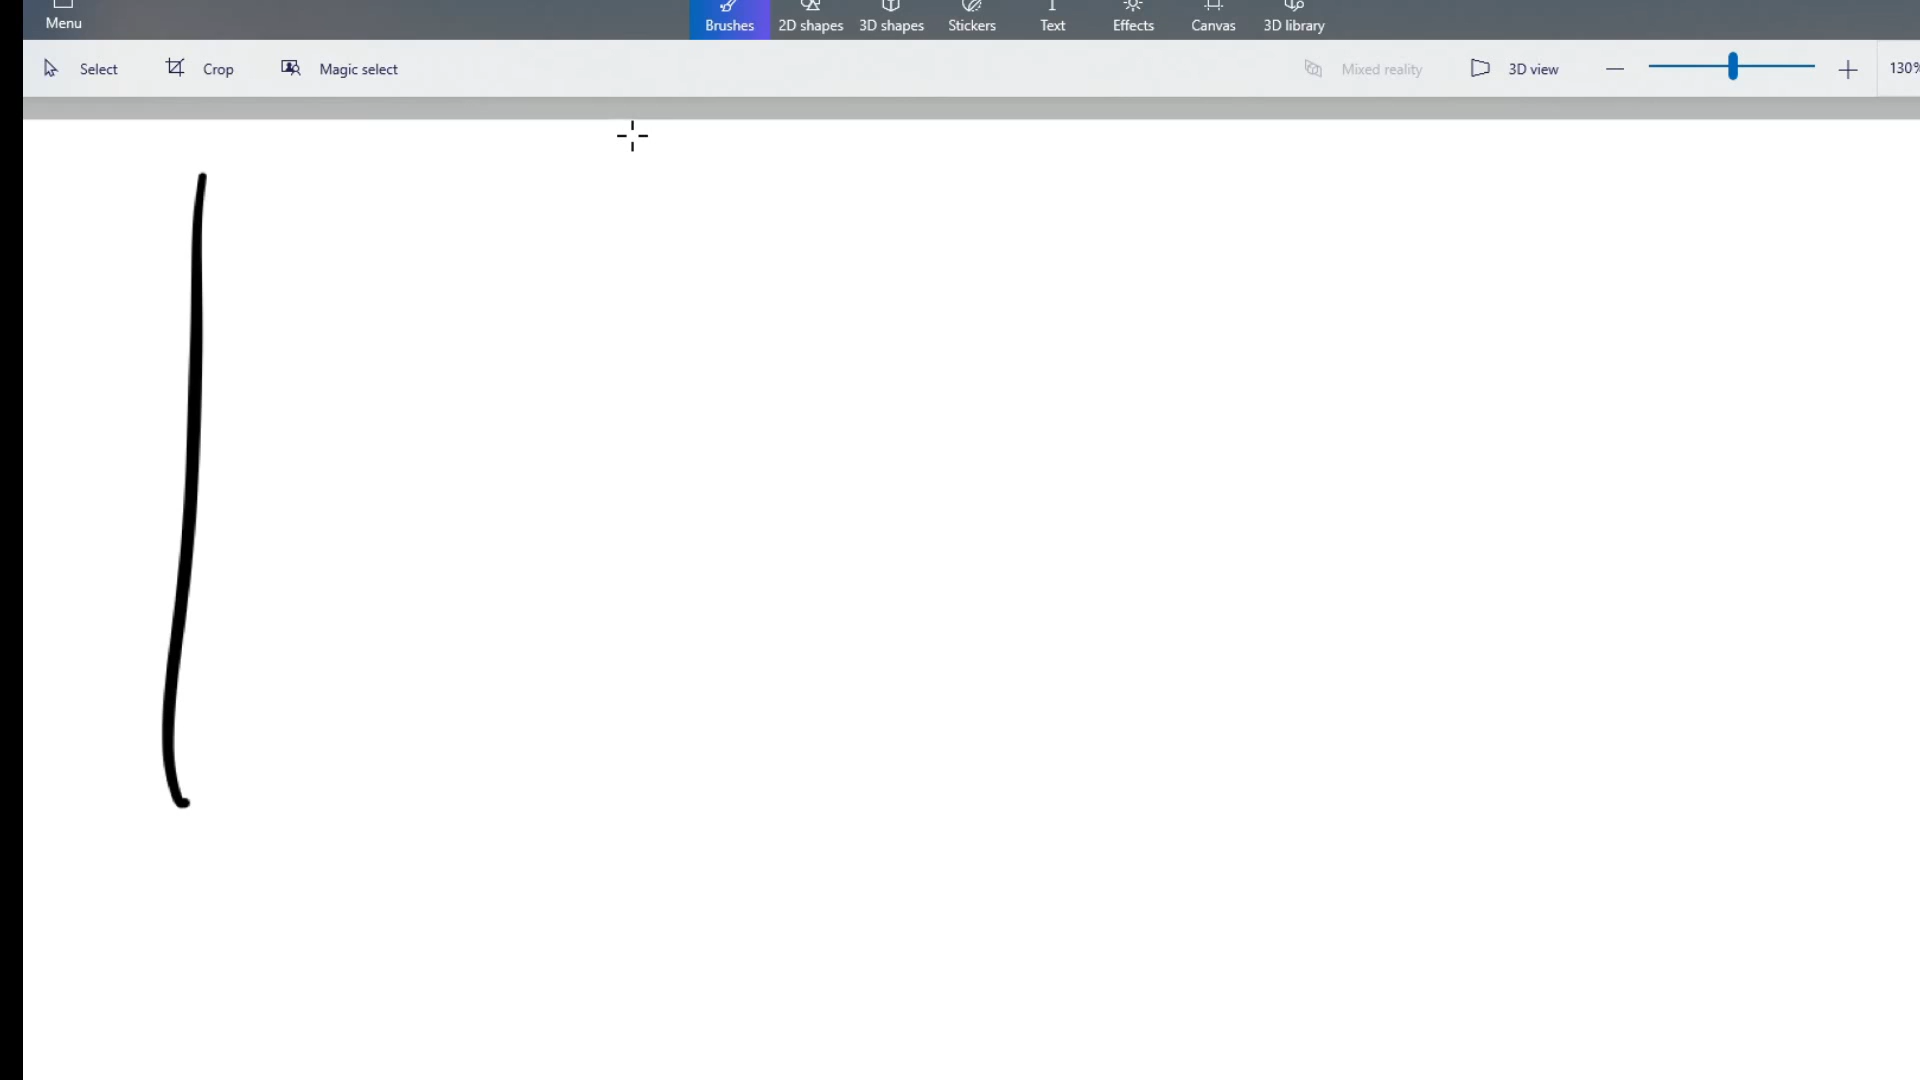 Menu Brushes 2D shapes 3D shapes Stickers Text Effects Canvas 3D library
Select Crop Magic select Mixed reality 3D view 130%